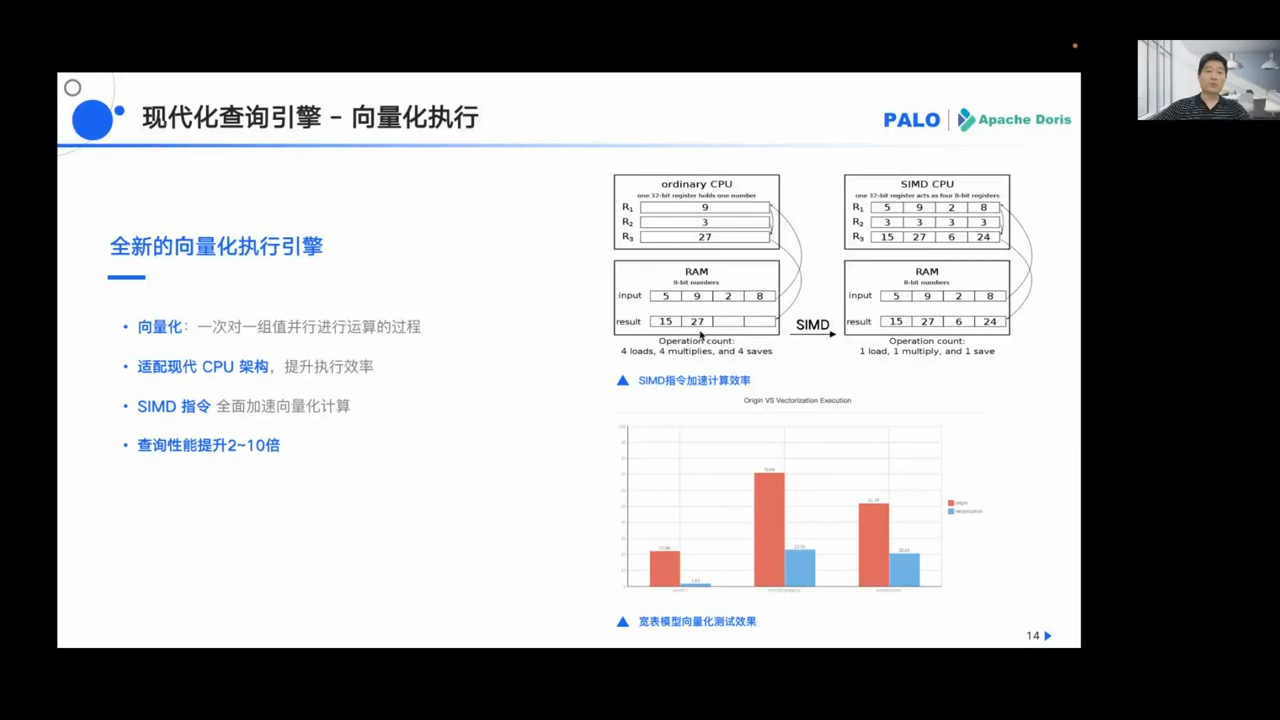 现代化查询引擎 - 向量化执行
PALO
Apache Doris
全新的向量化执行引擎
• 向量化：一次对一组值并行进行运算的过程
• 适配现代 CPU 架构，提升执行效率
• SIMD 指令 全面加速向量化计算
• 查询性能提升2~10倍
ordinary CPU
one 32-bit register holds one number
R1 9
R2 3
R3 27
RAM
8-bit numbers
input 5 9 2 8
result 15 27
Operation count:
4 loads, 4 multiplies, and 4 saves
SIMD
SIMD CPU
one 32-bit register acts as four 8-bit registers
R1 5 9 2 8
R2 3 3 3 3
R3 15 27 6 24
RAM
8-bit numbers
input 5 9 2 8
result 15 27 6 24
Operation count:
1 load, 1 multiply, and 1 save
SIMD指令加速计算效率
Origin VS Vectorization Execution
origin
vectorization
宽表模型向量化测试效果
14